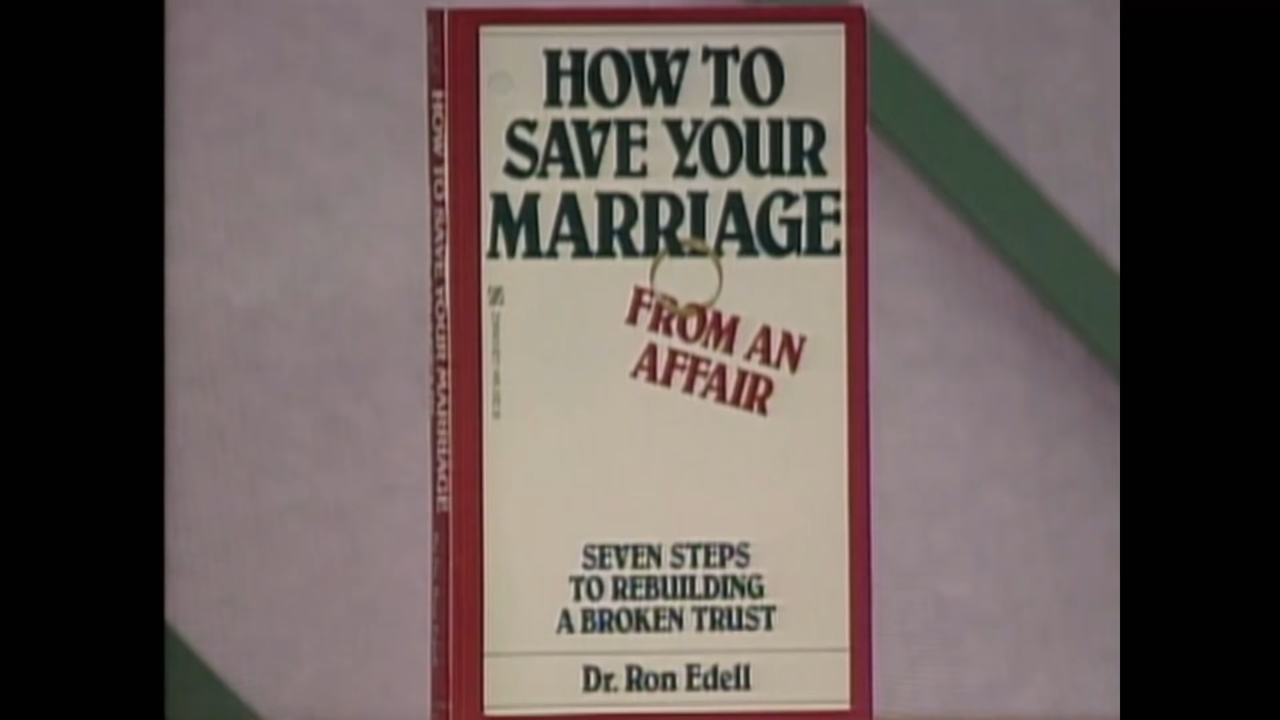 HOW TO
SAVE YOUR
MARRIAGE
FROM AN
AFFAIR
SEVEN STEPS
TO REBUILDING
A BROKEN TRUST
Dr. Ron Edell
HOW TO SAVE YOUR MARRIAGE